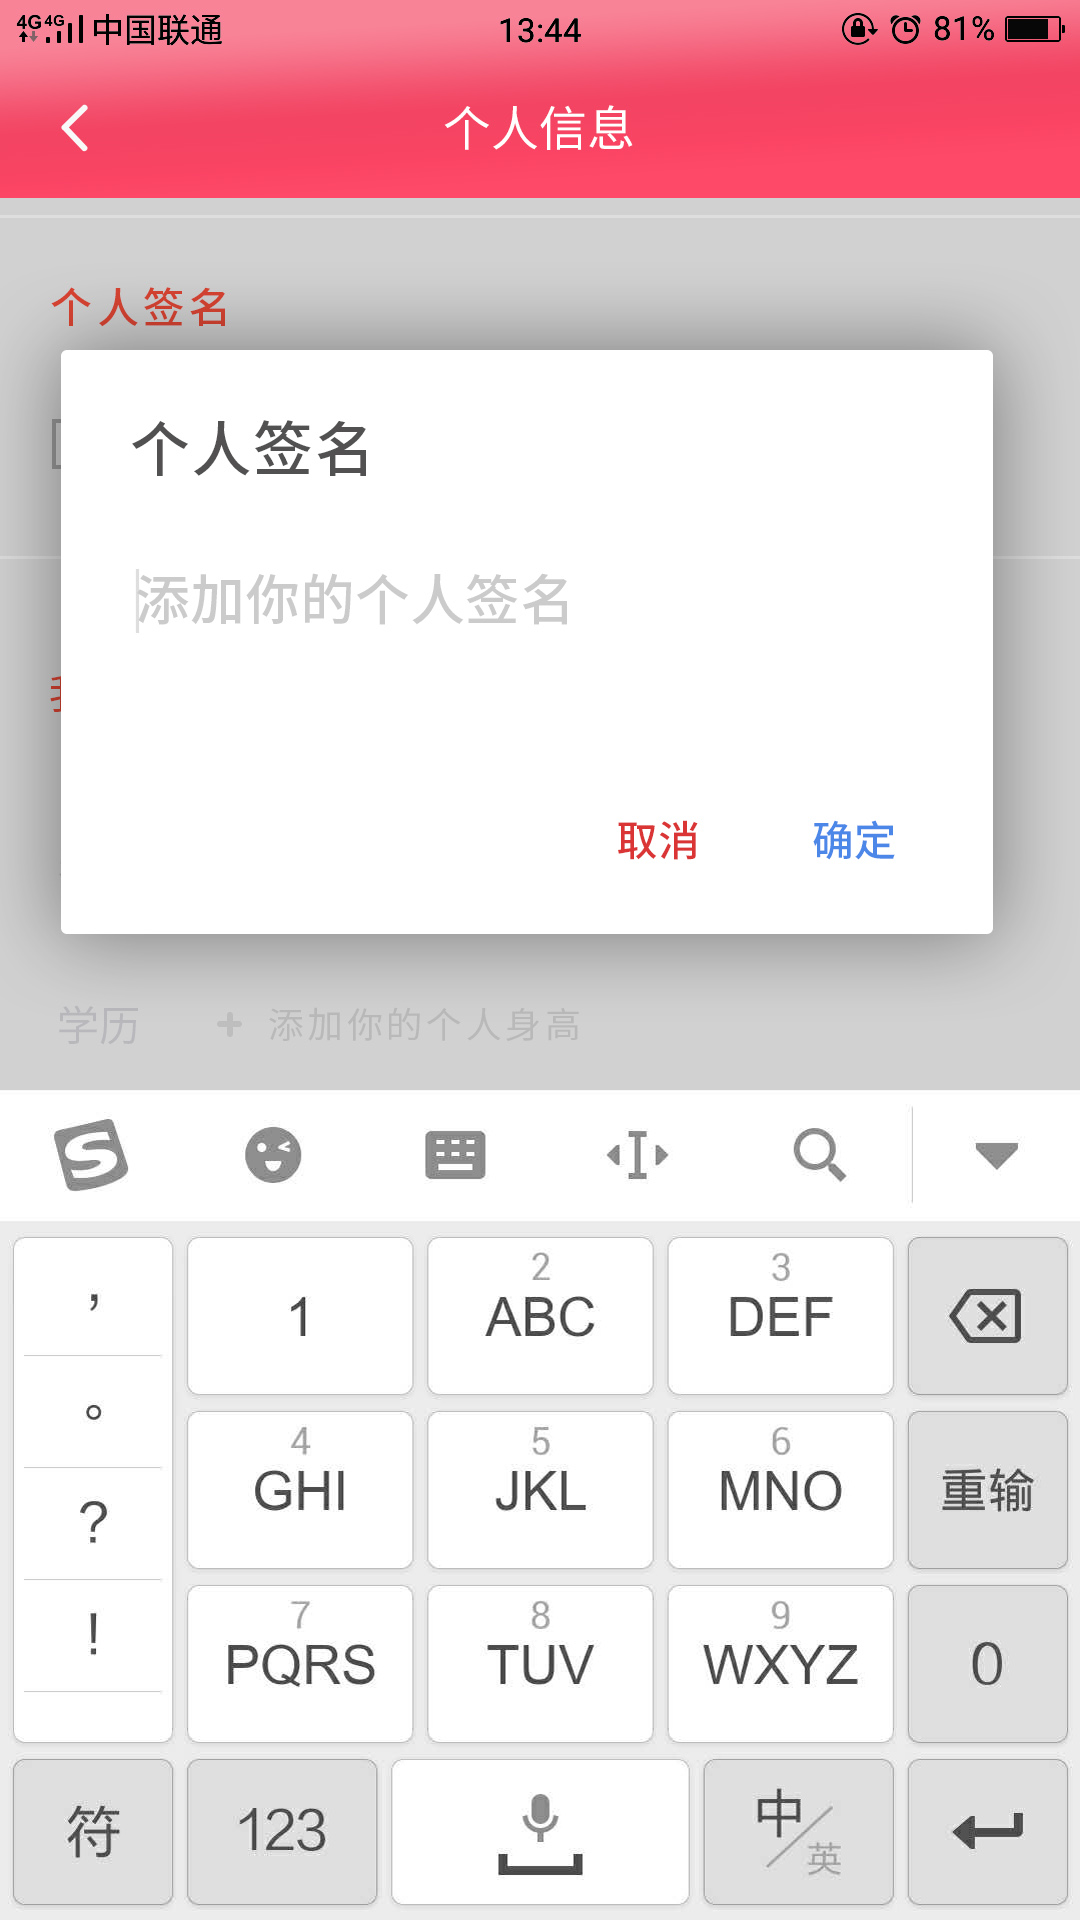 4G 4G 中国联通 13:44 81%
个人信息
个人签名
个人签名
添加你的个人签名
取消 确定
学历 + 添加你的个人身高
， 1 2 ABC 3 DEF
。 4 GHI 5 JKL 6 MNO 重输
? 7 PQRS 8 TUV 9 WXYZ 0
!
符 123 中/英